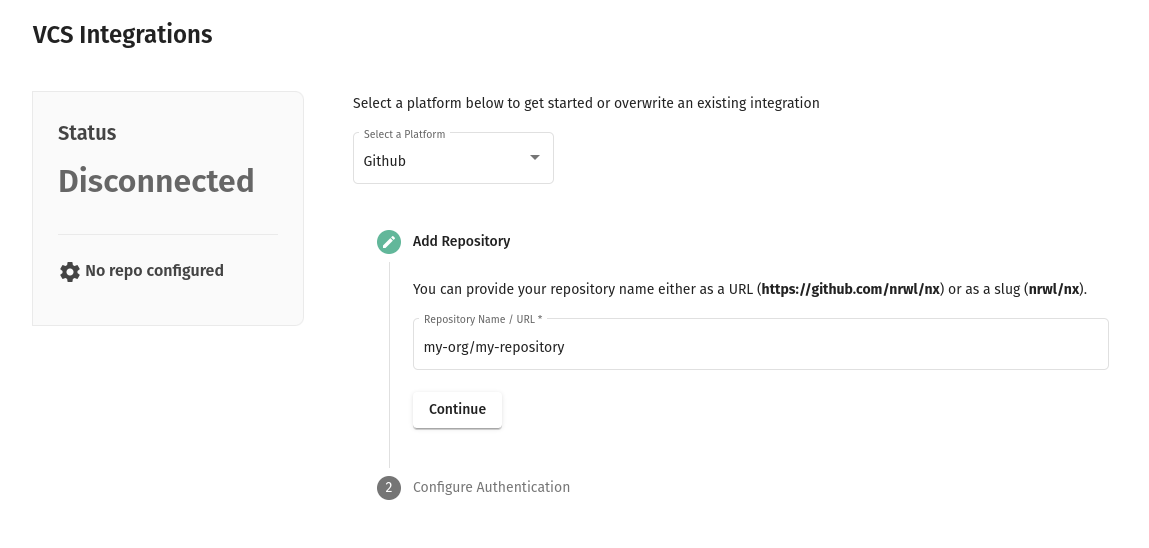 VCS Integrations
Status
Disconnected
No repo configured
Select a platform below to get started or overwrite an existing integration
Select a Platform
Github
Add Repository
You can provide your repository name either as a URL (https://github.com/nrwl/nx) or as a slug (nrwl/nx).
Repository Name / URL *
my-org/my-repository
Continue
2 Configure Authentication